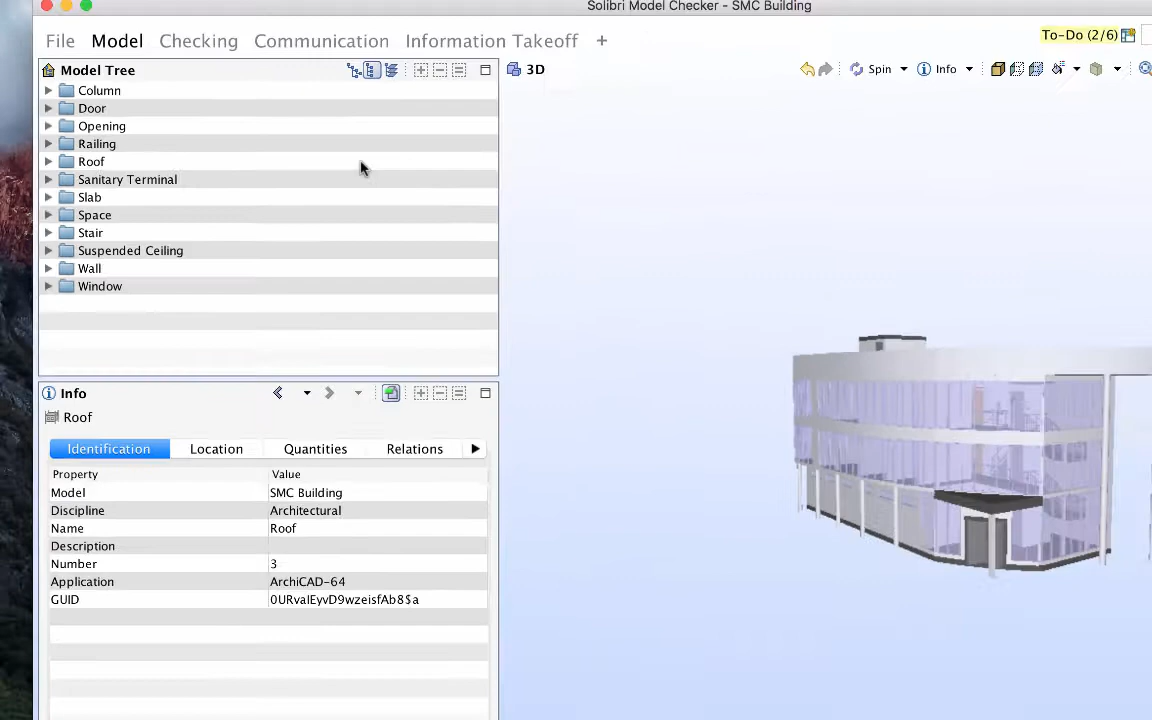 Solibri Model Checker - SMC Building
File Model Checking Communication Information Takeoff +
To-Do (2/6)
Model Tree
3D
Spin
Info
Column
Door
Opening
Railing
Roof
Sanitary Terminal
Slab
Space
Stair
Suspended Ceiling
Wall
Window
Info
Roof
Identification Location Quantities Relations
Property Value
Model SMC Building
Discipline Architectural
Name Roof
Description
Number 3
Application ArchiCAD-64
GUID 0URvaIEyvD9wzeisfAb8$a